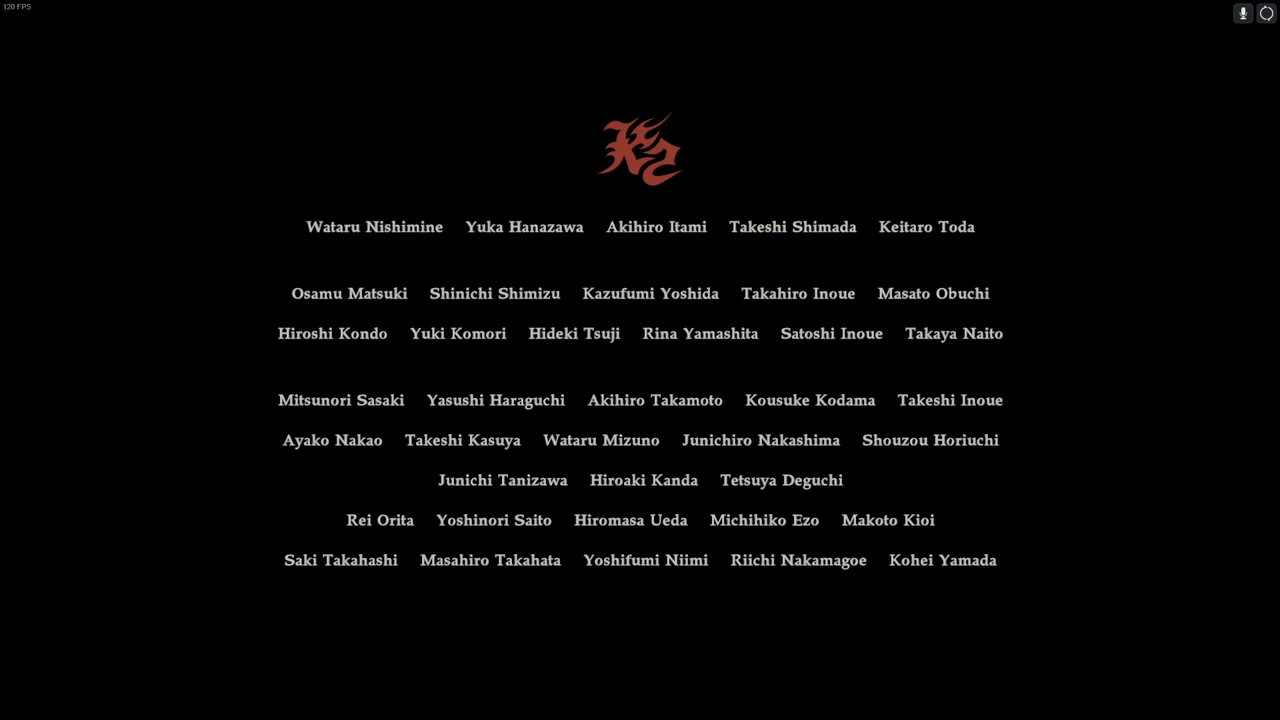 120 FPS
K2
Wataru Nishimine Yuka Hanazawa Akihiro Itami Takeshi Shimada Keitaro Toda
Osamu Matsuki Shinichi Shimizu Kazufumi Yoshida Takahiro Inoue Masato Obuchi
Hiroshi Kondo Yuki Komori Hideki Tsuji Rina Yamashita Satoshi Inoue Takaya Naito
Mitsunori Sasaki Yasushi Haraguchi Akihiro Takamoto Kousuke Kodama Takeshi Inoue
Ayako Nakao Takeshi Kasuya Wataru Mizuno Junichiro Nakashima Shouzou Horiuchi
Junichi Tanizawa Hiroaki Kanda Tetsuya Deguchi
Rei Orita Yoshinori Saito Hiromasa Ueda Michihiko Ezo Makoto Kioi
Saki Takahashi Masahiro Takahata Yoshifumi Niimi Riichi Nakamagoe Kohei Yamada